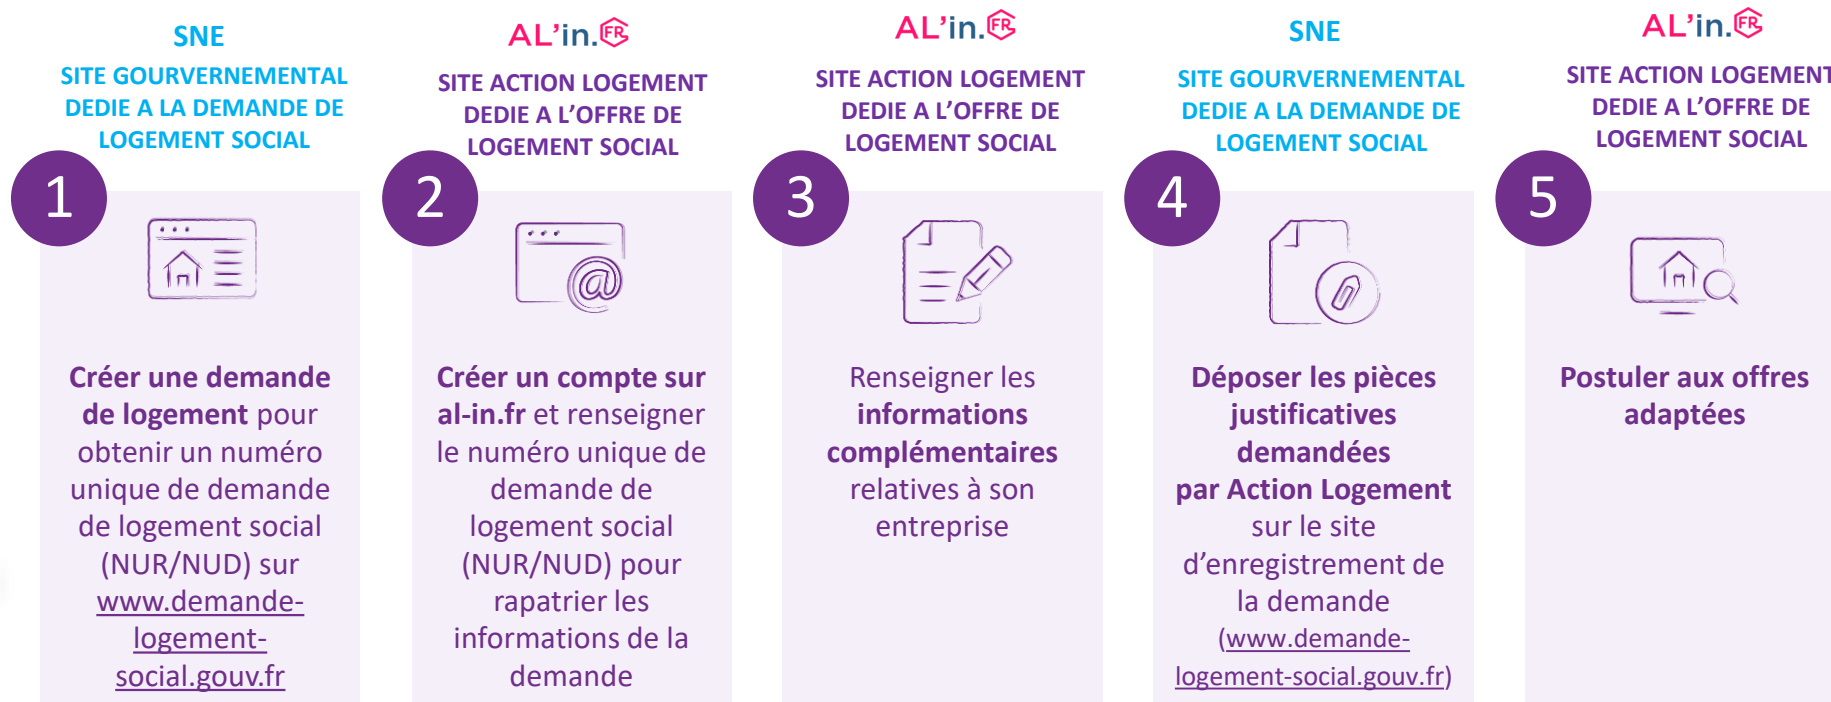 SNE
SITE GOURVERNEMENTAL
DEDIE A LA DEMANDE DE
LOGEMENT SOCIAL
1
Créer une demande
de logement pour
obtenir un numéro
unique de demande
de logement social
(NUR/NUD) sur
www.demande-
logement-
social.gouv.fr
AL'in.FR
SITE ACTION LOGEMENT
DEDIE A L'OFFRE DE
LOGEMENT SOCIAL
2
@
Créer un compte sur
al-in.fr et renseigner
le numéro unique de
demande de
logement social
(NUR/NUD) pour
rapatrier les
informations de la
demande
AL'in.FR
SITE ACTION LOGEMENT
DEDIE A L'OFFRE DE
LOGEMENT SOCIAL
3
Renseigner les
informations
complémentaires
relatives à son
entreprise
SNE
SITE GOURVERNEMENTAL
DEDIE A LA DEMANDE DE
LOGEMENT SOCIAL
4
Déposer les pièces
justificatives
demandées
par Action Logement
sur le site
d'enregistrement de
la demande
(www.demande-
logement-social.gouv.fr)
AL'in.FR
SITE ACTION LOGEMENT
DEDIE A L'OFFRE DE
LOGEMENT SOCIAL
5
Postuler aux offres
adaptées